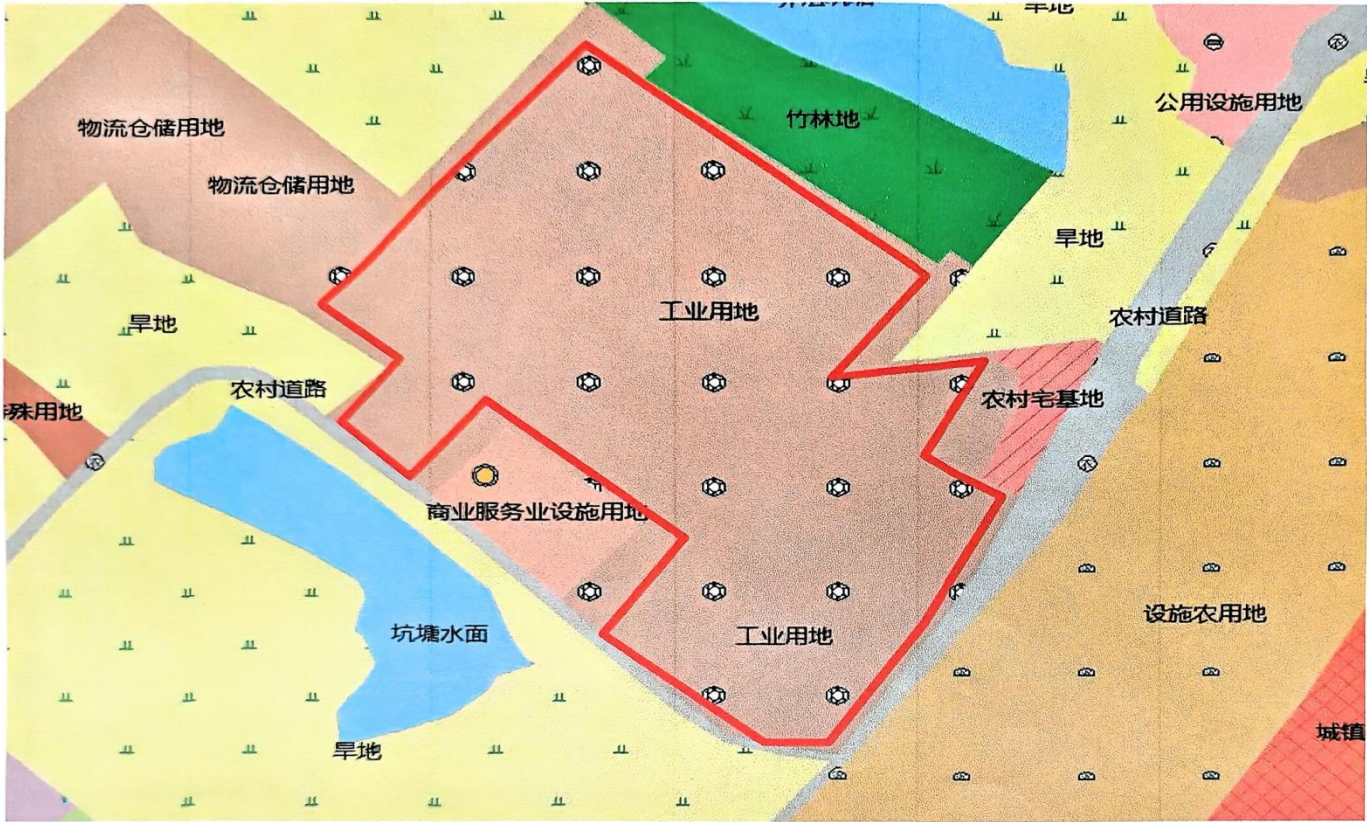 旱地
公用设施用地
竹林地
物流仓储用地
物流仓储用地
旱地
工业用地
农村道路
旱地
农村道路
农村宅基地
殊用地
商业服务业设施用地
设施农用地
坑塘水面
工业用地
城镇
旱地